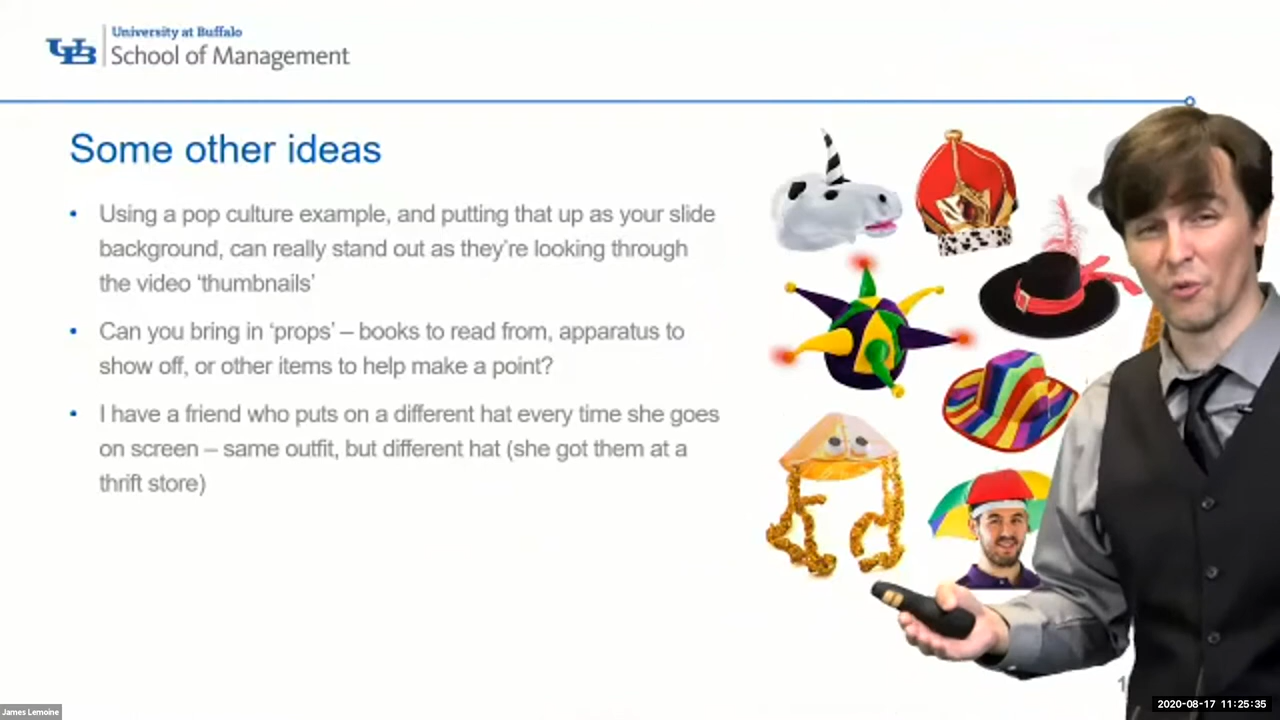 University at Buffalo
UB School of Management
Some other ideas
• Using a pop culture example, and putting that up as your slide
background, can really stand out as they're looking through
the video 'thumbnails'
• Can you bring in 'props' – books to read from, apparatus to
show off, or other items to help make a point?
• I have a friend who puts on a different hat every time she goes
on screen – same outfit, but different hat (she got them at a
thrift store)
James Lemoine
2020-08-17 11:25:35